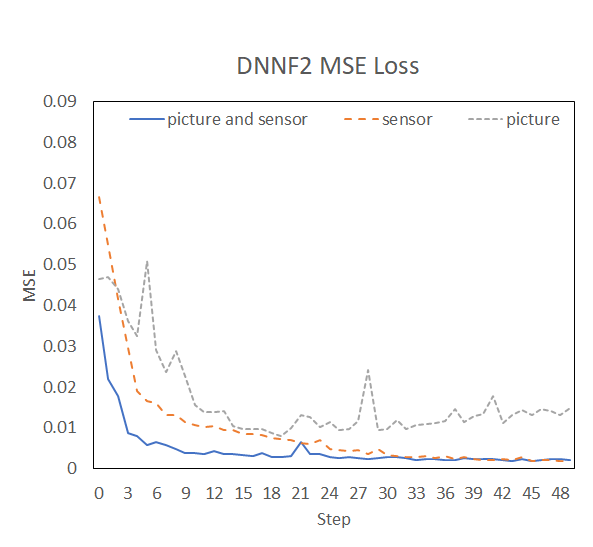 DNNF2 MSE Loss
0.09
picture and sensor sensor picture
0.08
0.07
0.06
0.05
MSE
0.04
0.03
0.02
0.01
0
0 3 6 9 12 15 18 21 24 27 30 33 36 39 42 45 48
Step